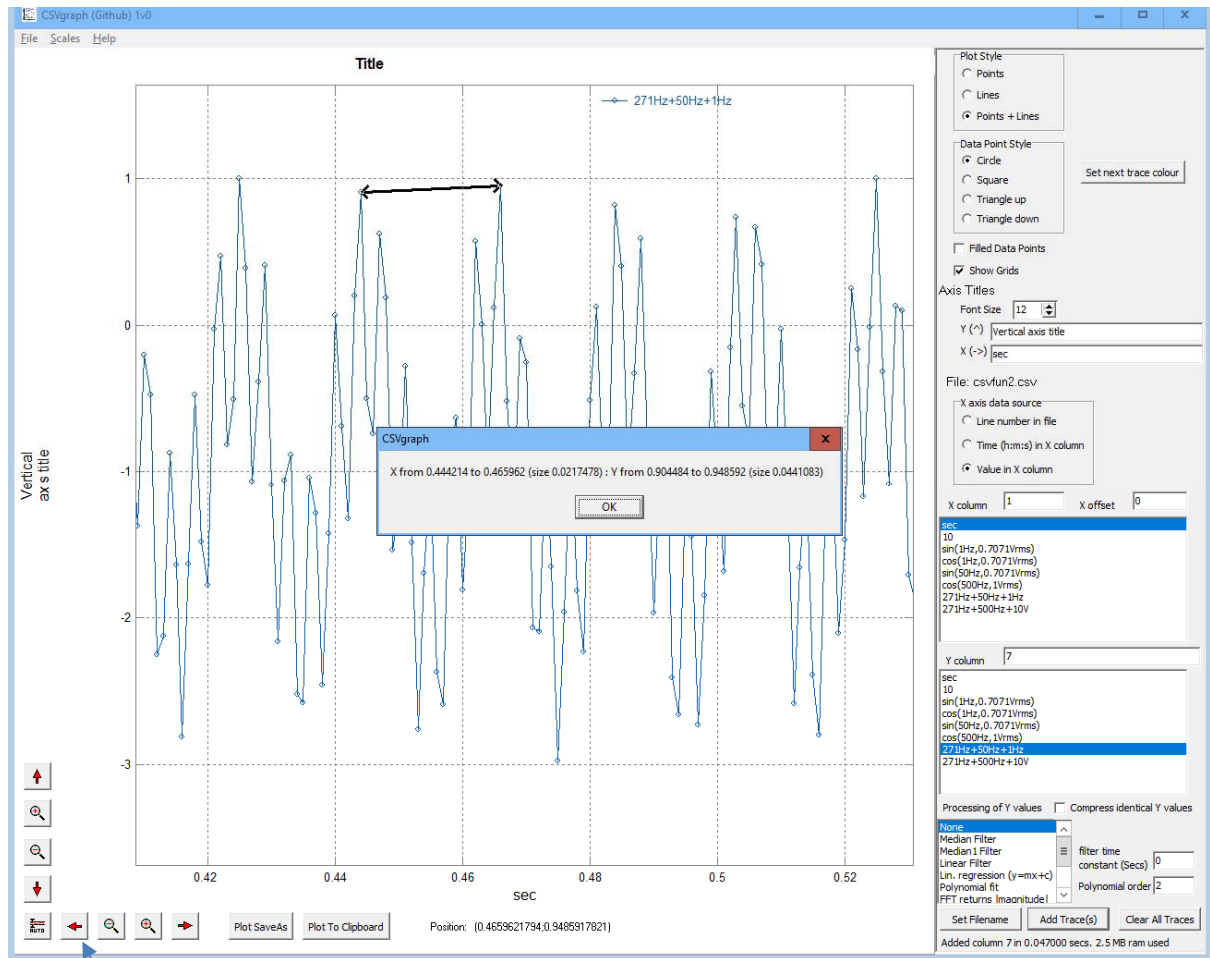 CSVgraph (Github) 1v0
File Scales Help
Title
271Hz+50Hz+1Hz
1
0
-1
-2
-3
Vertical
ax s title
0.42 0.44 0.46 0.48 0.5 0.52
sec
CSVgraph
X from 0.444214 to 0.465962 (size 0.0217478) : Y from 0.904484 to 0.948592 (size 0.0441083)
OK
AUTO
Plot SaveAs
Plot To Clipboard
Position: (0.4659621794;0.9485917821)
Plot Style
Points
Lines
Points + Lines
Data Point Style
Circle
Square
Triangle up
Triangle down
Set next trace colour
Filled Data Points
Show Grids
Axis Titles
Font Size 12
Y (^) Vertical axis title
X (->) sec
File: csvfun2.csv
X axis data source
Line number in file
Time (h:m:s) in X column
Value in X column
X column 1 X offset 0
sec
10
sin(1Hz,0.7071Vrms)
cos(1Hz,0.7071Vrms)
sin(50Hz,0.7071Vrms)
cos(500Hz,1Vrms)
271Hz+50Hz+1Hz
271Hz+500Hz+10V
Y column 7
sec
10
sin(1Hz,0.7071Vrms)
cos(1Hz,0.7071Vrms)
sin(50Hz,0.7071Vrms)
cos(500Hz,1Vrms)
271Hz+50Hz+1Hz
271Hz+500Hz+10V
Processing of Y values Compress identical Y values
None
Median Filter
Median1 Filter
Linear Filter
Lin. regression (y=mx+c)
Polynomial fit
FFT returns |magnitude|
filter time
constant (Secs) 0
Polynomial order 2
Set Filename
Add Trace(s)
Clear All Traces
Added column 7 in 0.047000 secs. 2.5 MB ram used